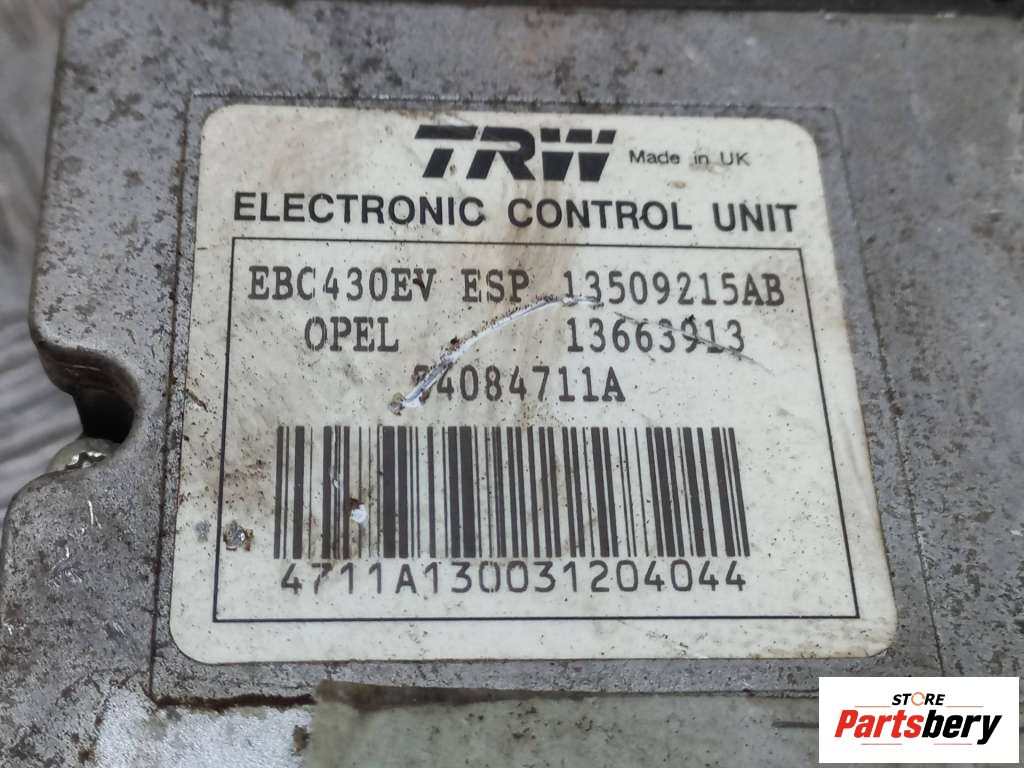 TRW Made in UK
ELECTRONIC CONTROL UNIT
EBC430EV ESP 13509215AB
OPEL 13663913
54084711A
4711A130031204044
STORE
Partsbery